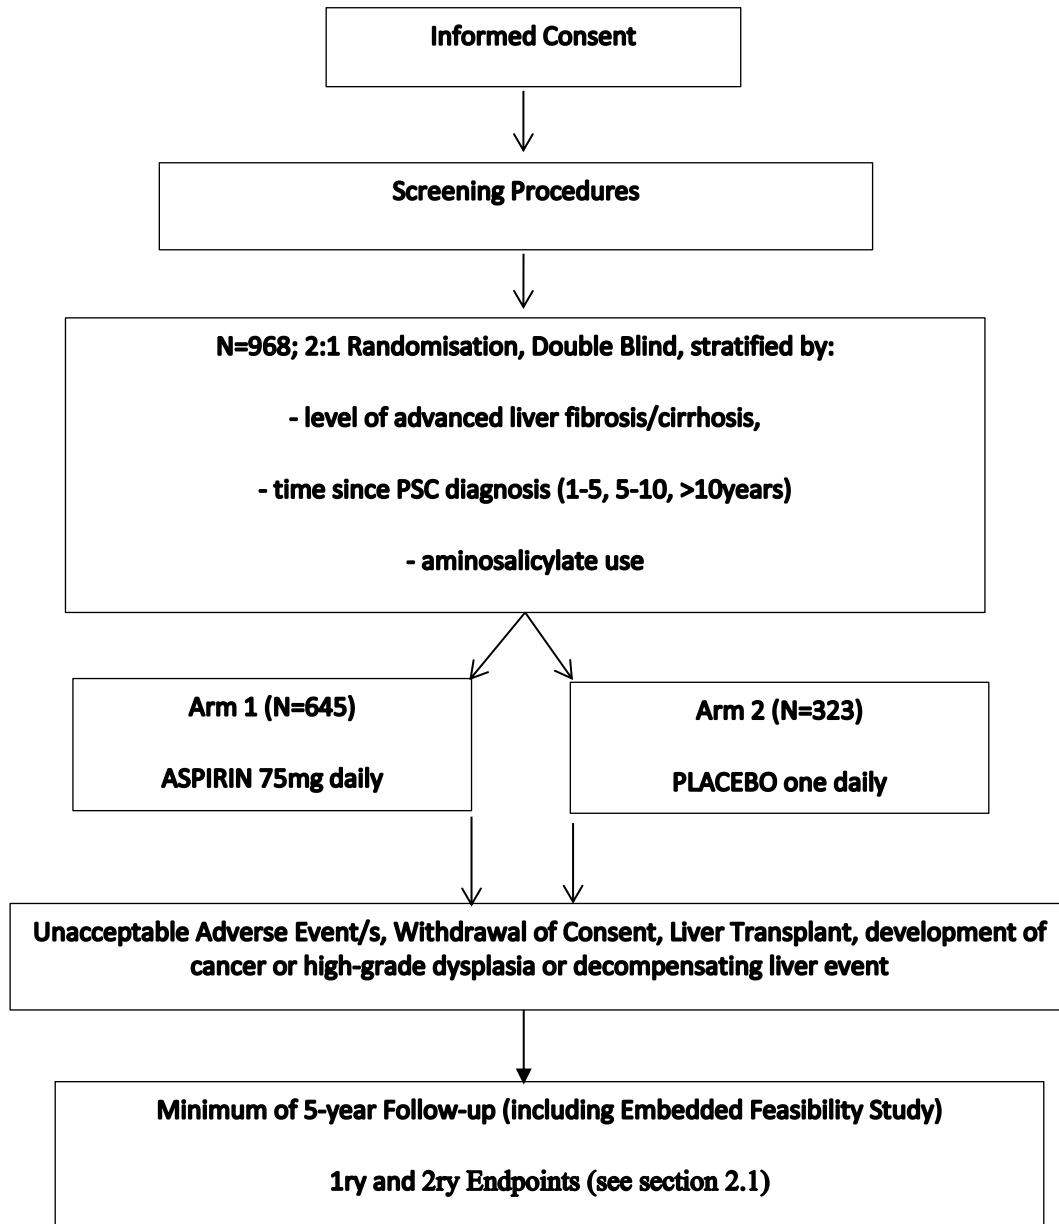 Informed Consent
Screening Procedures
N=968; 2:1 Randomisation, Double Blind, stratified by:
- level of advanced liver fibrosis/cirrhosis,
- time since PSC diagnosis (1-5, 5-10, >10years)
- aminosalicylate use
Arm 1 (N=645)
ASPIRIN 75mg daily
Arm 2 (N=323)
PLACEBO one daily
Unacceptable Adverse Event/s, Withdrawal of Consent, Liver Transplant, development of
cancer or high-grade dysplasia or decompensating liver event
Minimum of 5-year Follow-up (including Embedded Feasibility Study)
1ry and 2ry Endpoints (see section 2.1)